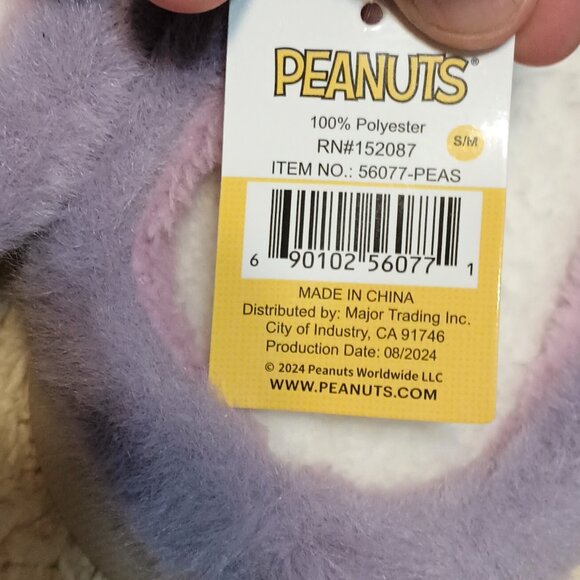 PEANUTS
100% Polyester
RN#152087
S/M
ITEM NO.: 56077-PEAS
6 90102 56077 1
MADE IN CHINA
Distributed by: Major Trading Inc.
City of Industry, CA 91746
Production Date: 08/2024
© 2024 Peanuts Worldwide LLC
WWW.PEANUTS.COM